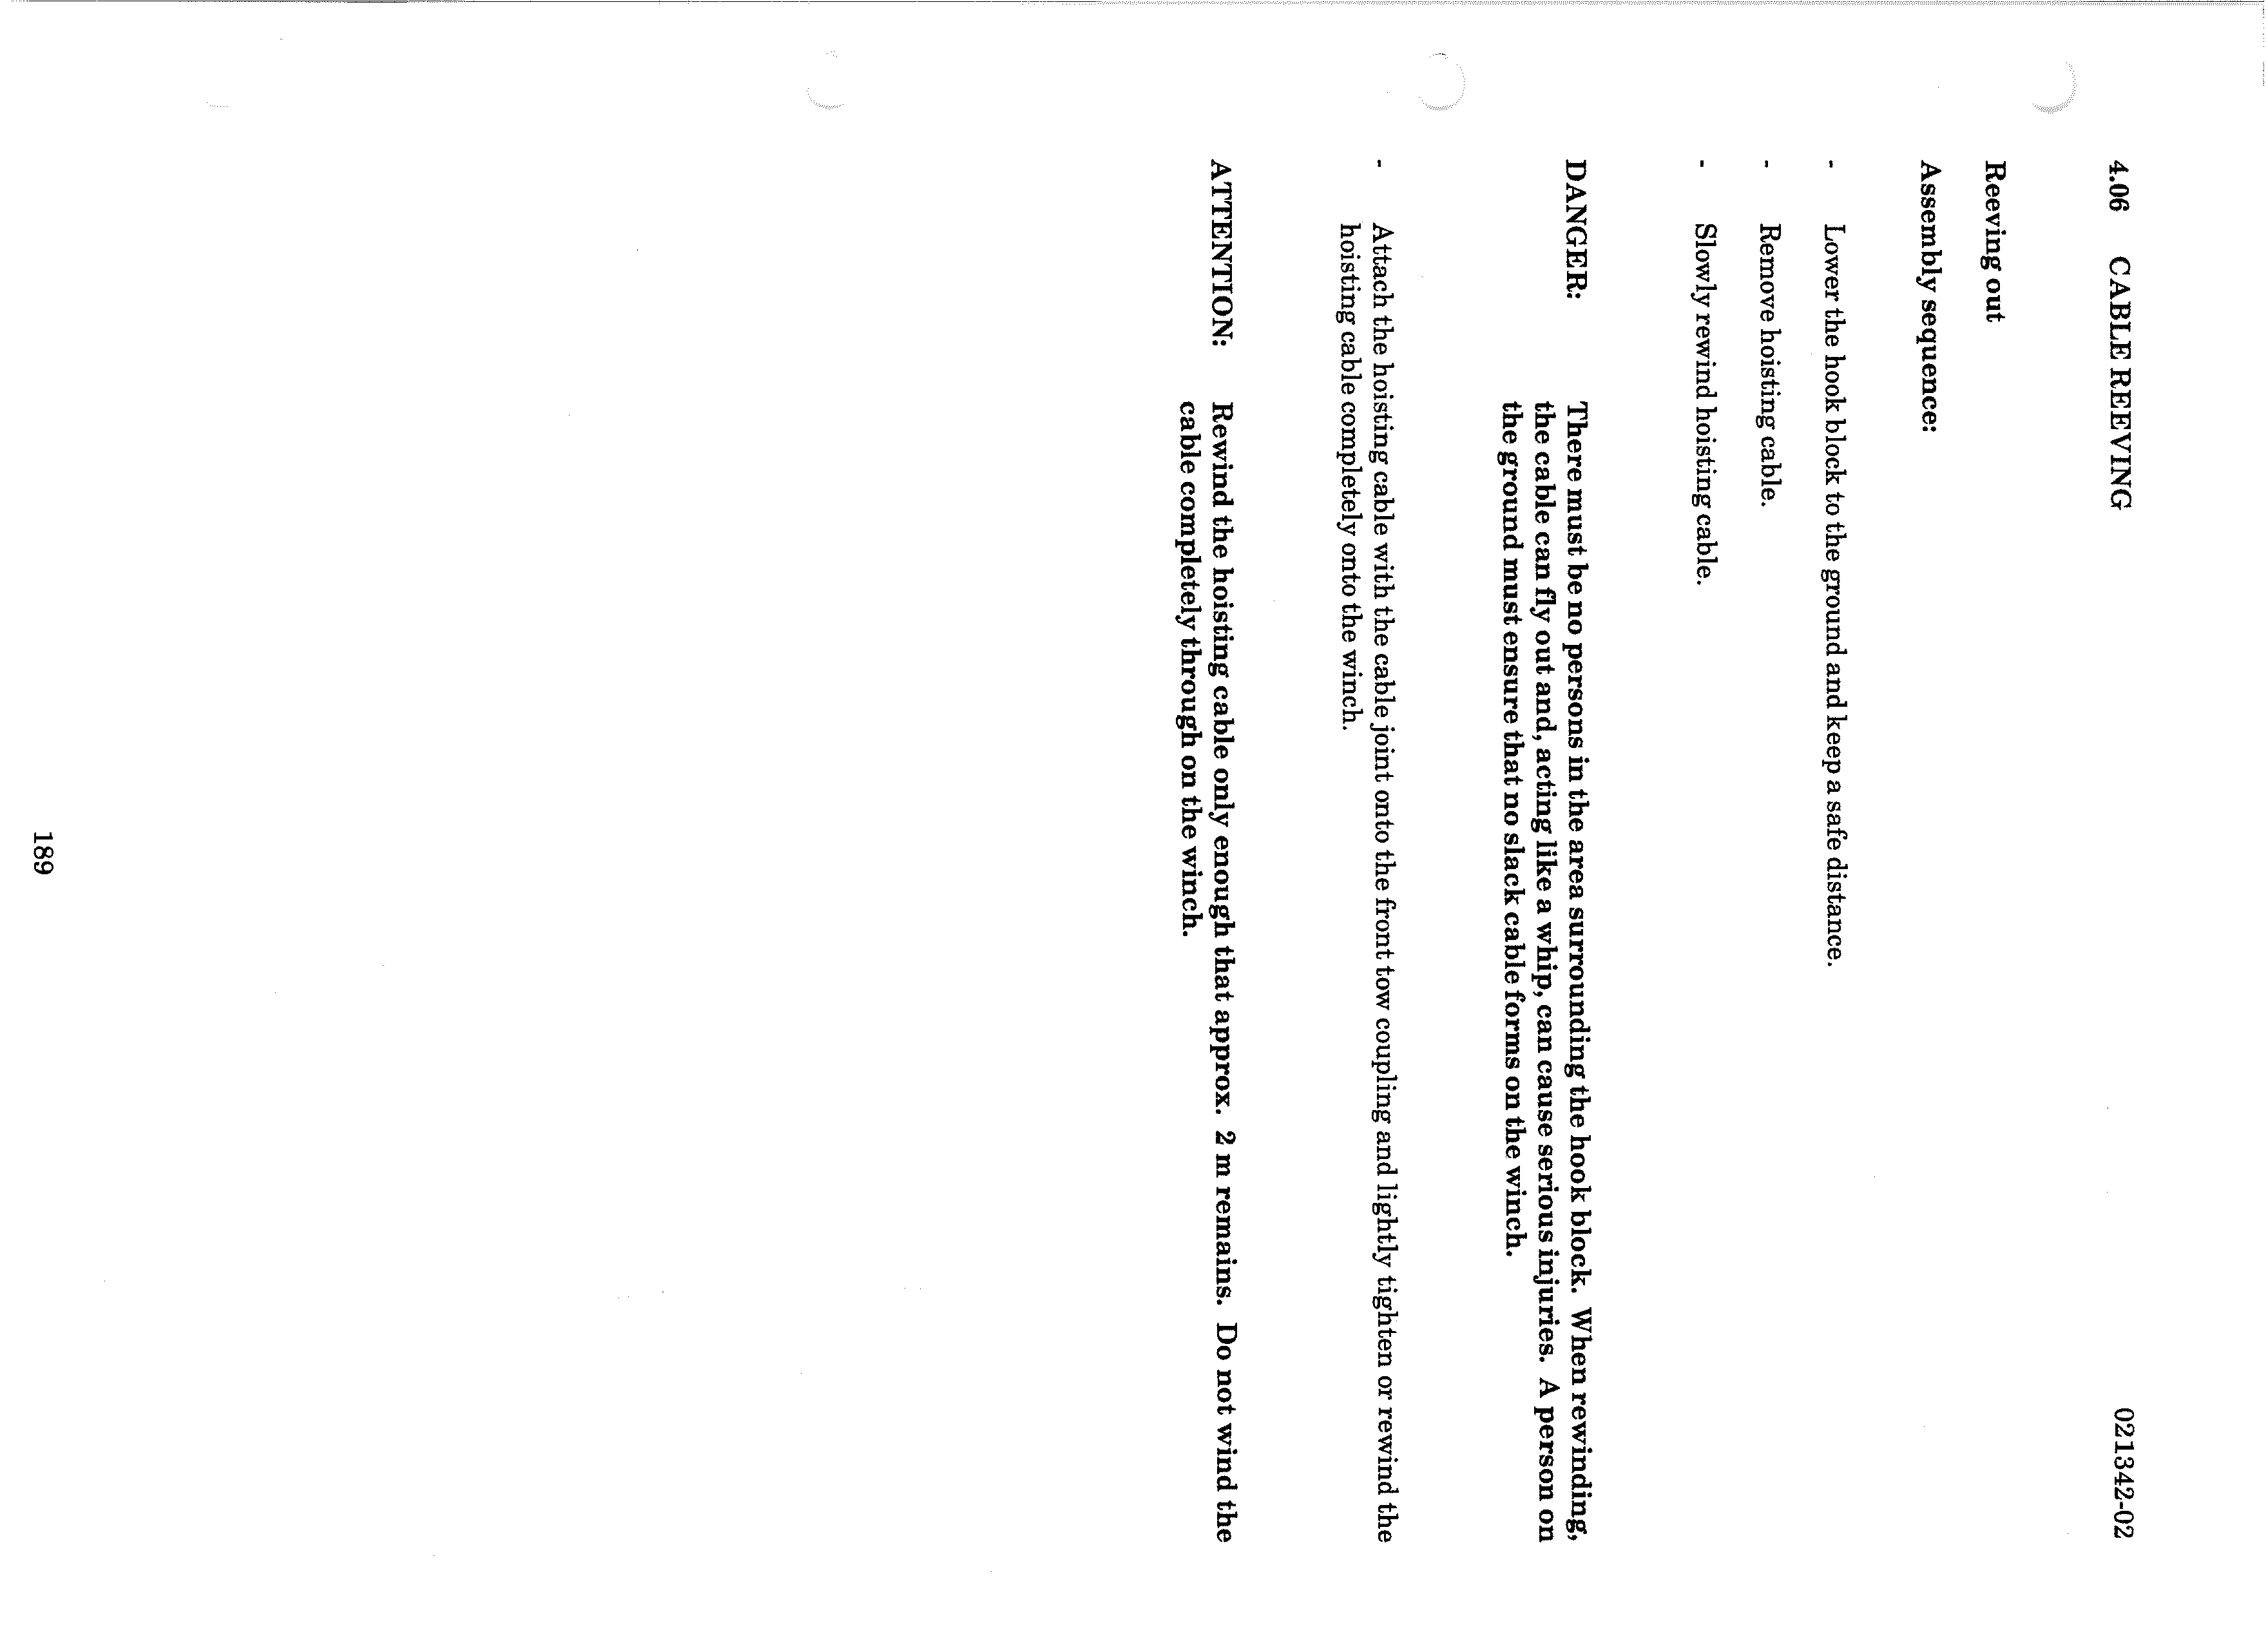 4.06 CABLE REEVING 021342-02
Reeving out
Assembly sequence:
- Lower the hook block to the ground and keep a safe distance.
- Remove hoisting cable.
- Slowly rewind hoisting cable.
DANGER: There must be no persons in the area surrounding the hook block. When rewinding,
the cable can fly out and, acting like a whip, can cause serious injuries. A person on
the ground must ensure that no slack cable forms on the winch.
- Attach the hoisting cable with the cable joint onto the front tow coupling and lightly tighten or rewind the
hoisting cable completely onto the winch.
ATTENTION: Rewind the hoisting cable only enough that approx. 2 m remains. Do not wind the
cable completely through on the winch.
189